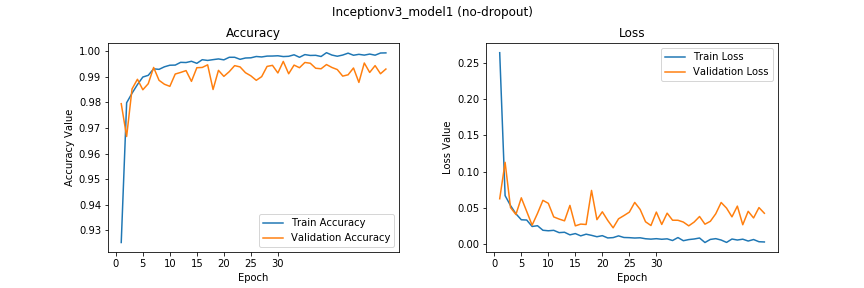 Inceptionv3_model1 (no-dropout)
Accuracy
Accuracy Value
1.00
0.99
0.98
0.97
0.96
0.95
0.94
0.93
0 5 10 15 20 25 30
Epoch
Train Accuracy
Validation Accuracy
Loss
Loss Value
0.25
0.20
0.15
0.10
0.05
0.00
0 5 10 15 20 25 30
Epoch
Train Loss
Validation Loss